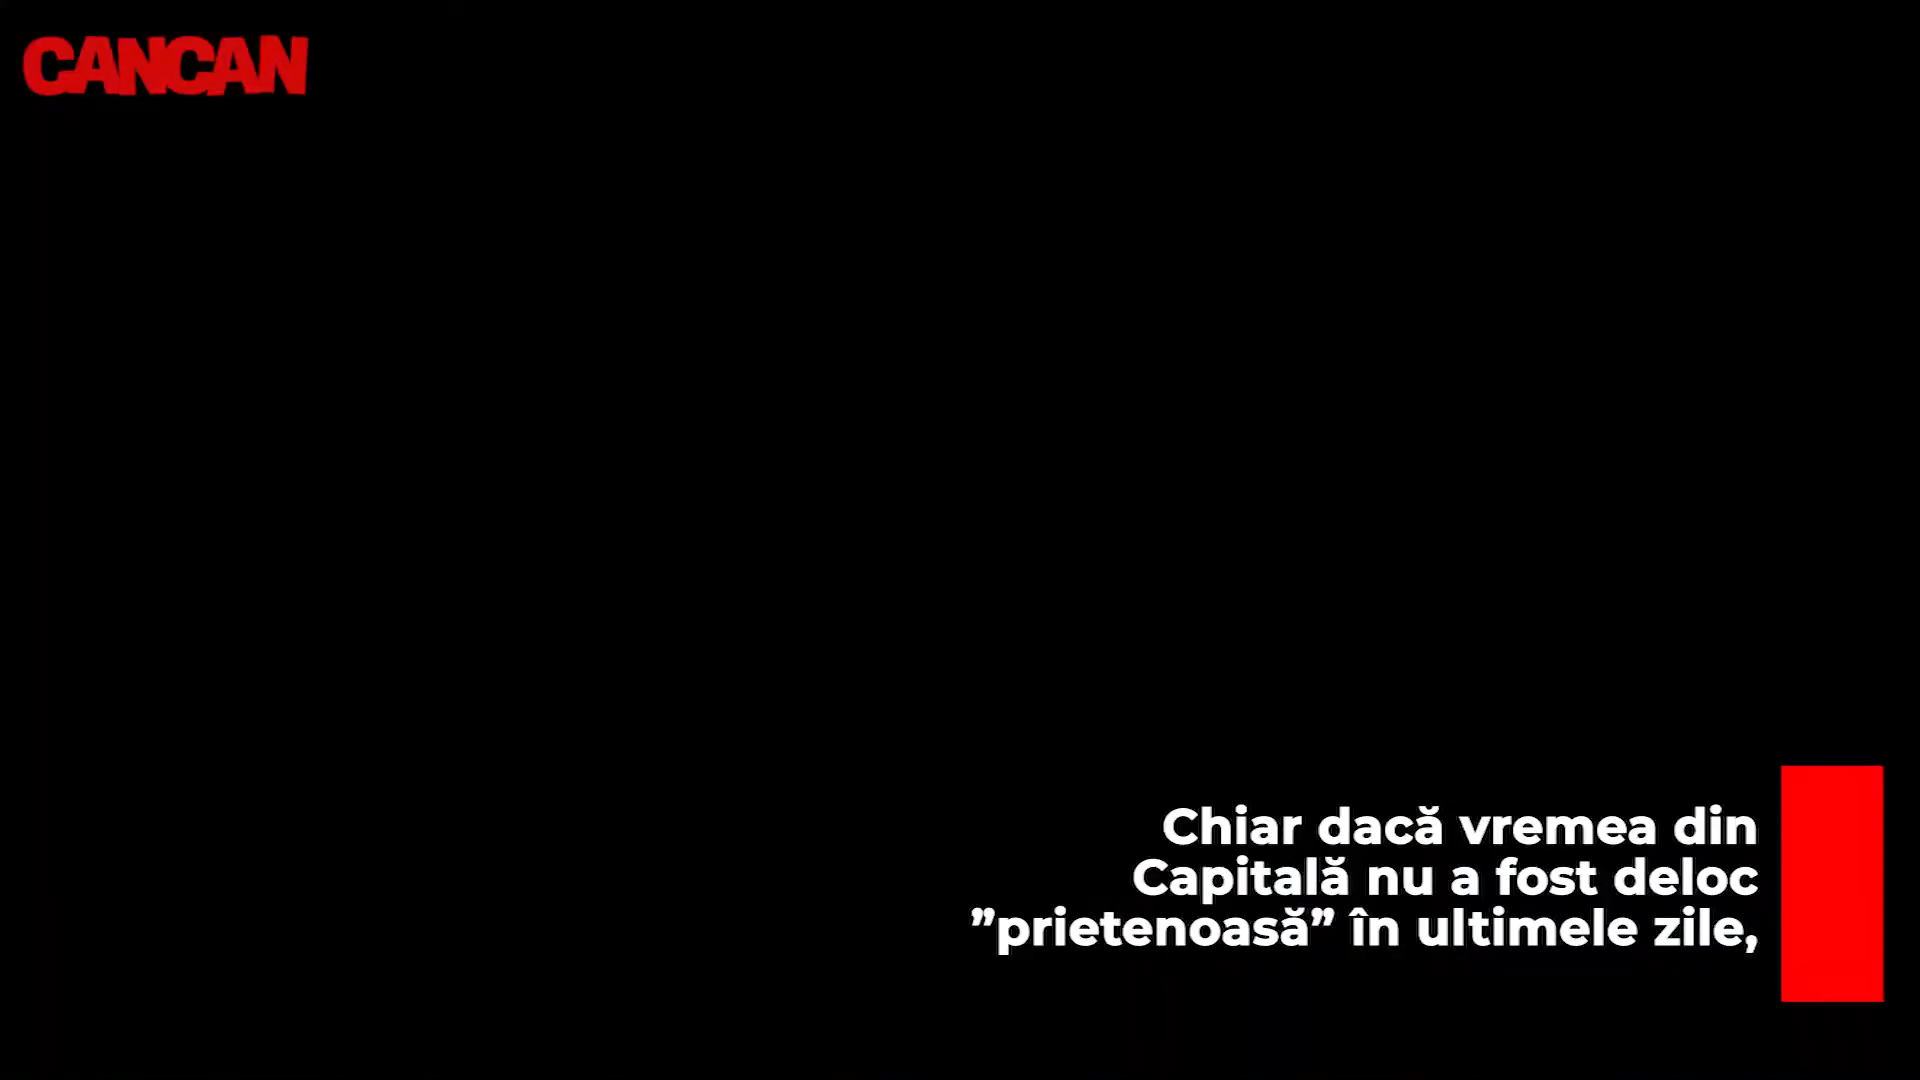 CANCAN
Chiar dacă vremea din
Capitală nu a fost deloc
”prietenoasă” în ultimele zile,